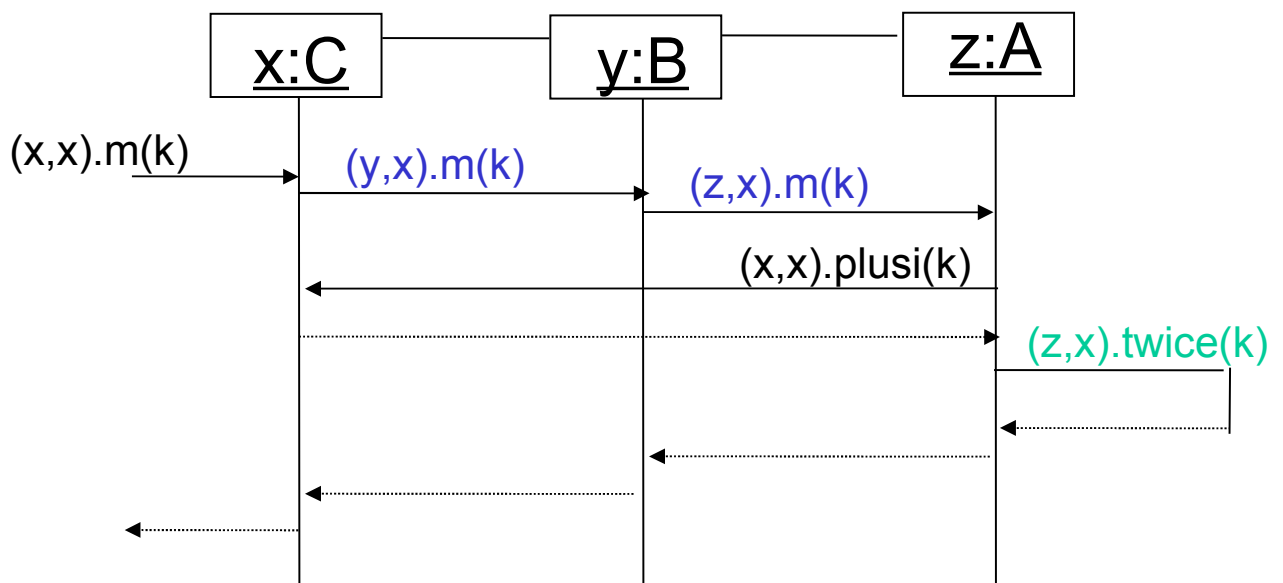 x:C
y:B
z:A
(x,x).m(k)
(y,x).m(k)
(z,x).m(k)
(x,x).plusi(k)
(z,x).twice(k)